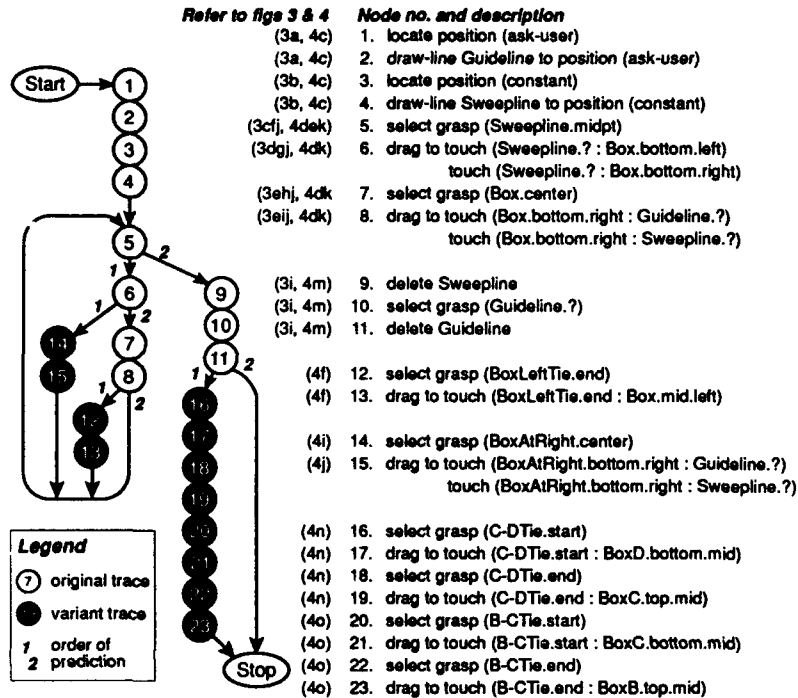 Refer to figs 3 & 4 Node no. and description
(3a, 4c) 1. locate position (ask-user)
(3a, 4c) 2. draw-line Guideline to position (ask-user)
(3b, 4c) 3. locate position (constant)
(3b, 4c) 4. draw-line Sweepline to position (constant)
(3cfj, 4dek) 5. select grasp (Sweepline.midpt)
(3dgj, 4dk) 6. drag to touch (Sweepline.? : Box.bottom.left)
touch (Sweepline.? : Box.bottom.right)
(3ehj, 4dk 7. select grasp (Box.center)
(3eij, 4dk) 8. drag to touch (Box.bottom.right : Guideline.?)
touch (Box.bottom.right : Sweepline.?)
(3i, 4m) 9. delete Sweepline
(3i, 4m) 10. select grasp (Guideline.?)
(3i, 4m) 11. delete Guideline
(4f) 12. select grasp (BoxLeftTie.end)
(4f) 13. drag to touch (BoxLeftTie.end : Box.mid.left)
(4i) 14. select grasp (BoxAtRight.center)
(4j) 15. drag to touch (BoxAtRight.bottom.right : Guideline.?)
touch (BoxAtRight.bottom.right : Sweepline.?)
(4n) 16. select grasp (C-DTie.start)
(4n) 17. drag to touch (C-DTie.start : BoxD.bottom.mid)
(4n) 18. select grasp (C-DTie.end)
(4n) 19. drag to touch (C-DTie.end : BoxC.top.mid)
(4o) 20. select grasp (B-CTie.start)
(4o) 21. drag to touch (B-CTie.start : BoxC.bottom.mid)
(4o) 22. select grasp (B-CTie.end)
(4o) 23. drag to touch (B-CTie.end : BoxB.top.mid)
Start
1
2
3
4
5
1 2
6
1 2
14 7
15 8
1 2
12
13
9
10
11
1 2
16
17
18
19
20
21
22
23
Stop
Legend
7 original trace
variant trace
1 order of
2 prediction